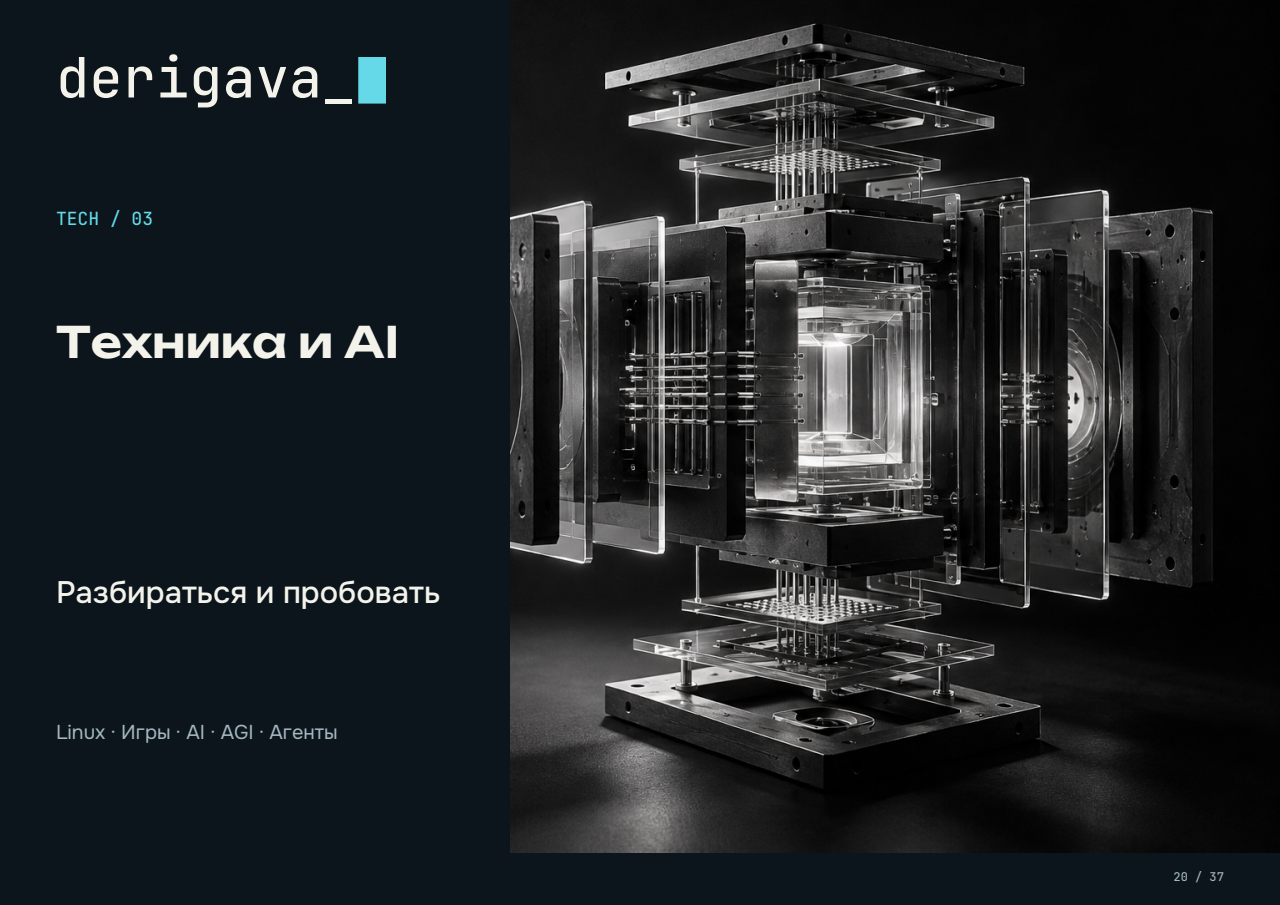 derigava_
TECH / 03
Техника и AI
Разбираться и пробовать
Linux · Игры · AI · AGI · Агенты
20 / 37